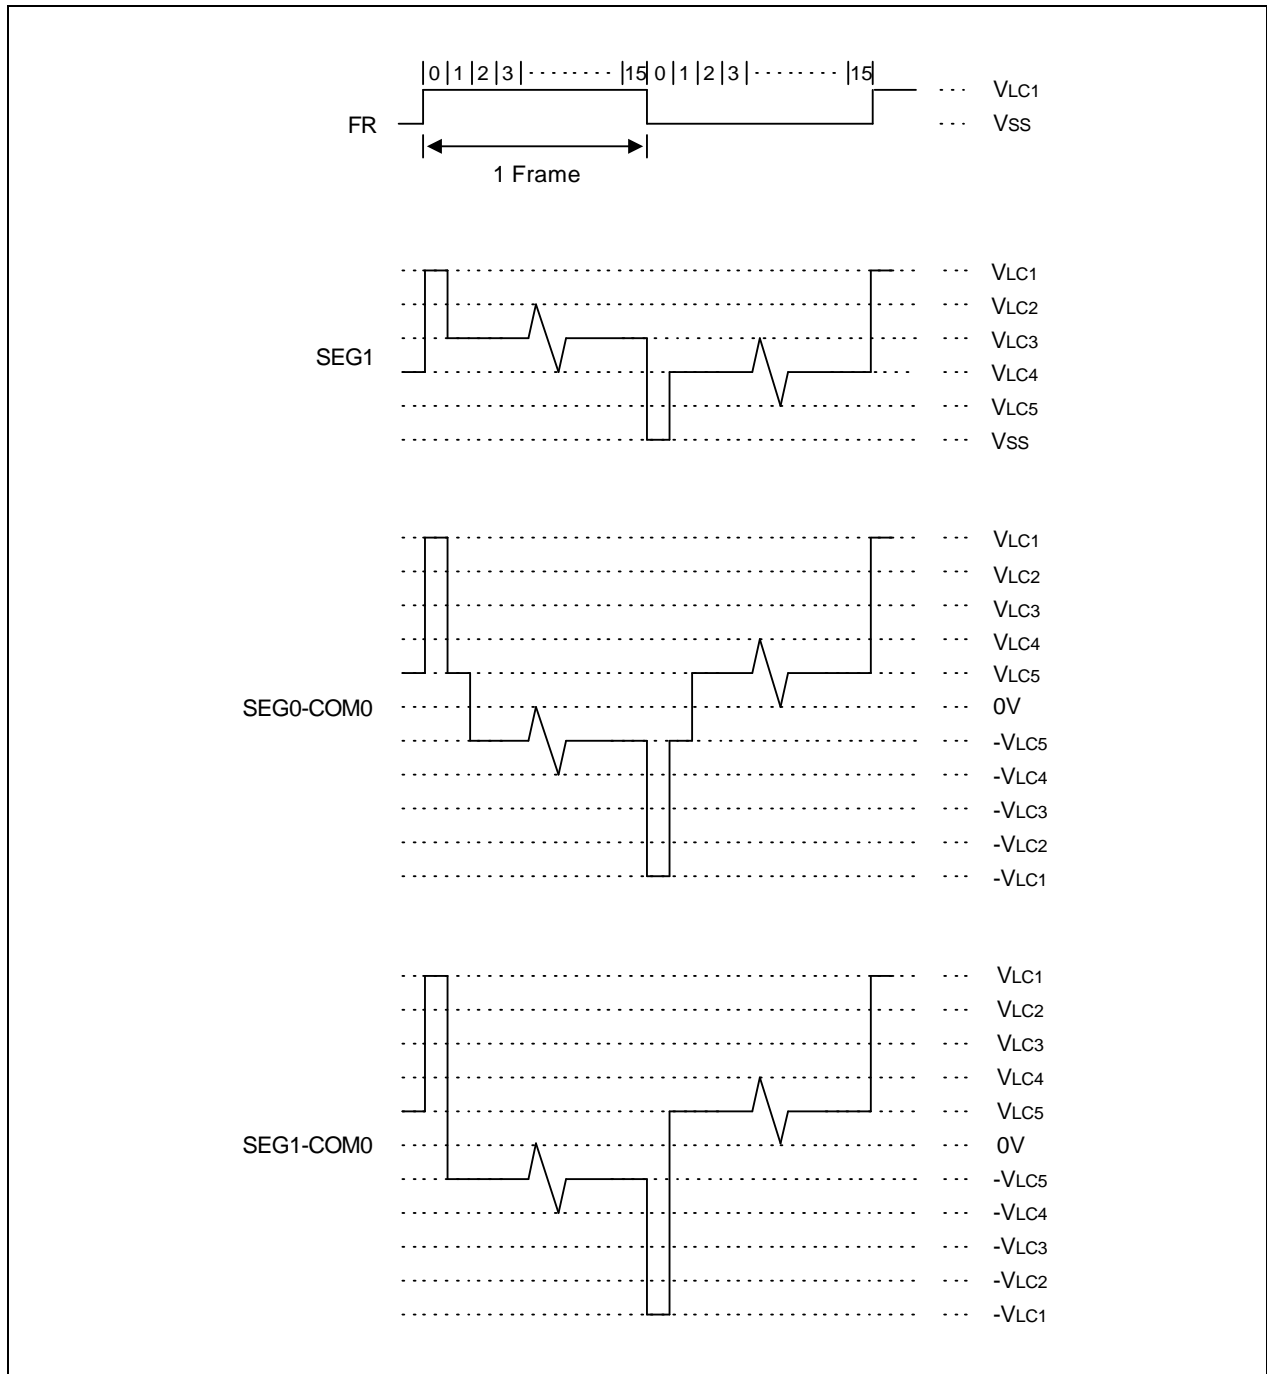 0 1 2 3 15 0 1 2 3 15
VLC1
FR
VSS
1 Frame
VLC1
VLC2
VLC3
SEG1
VLC4
VLC5
VSS
VLC1
VLC2
VLC3
VLC4
VLC5
SEG0-COM0
0V
-VLC5
-VLC4
-VLC3
-VLC2
-VLC1
VLC1
VLC2
VLC3
VLC4
VLC5
SEG1-COM0
0V
-VLC5
-VLC4
-VLC3
-VLC2
-VLC1